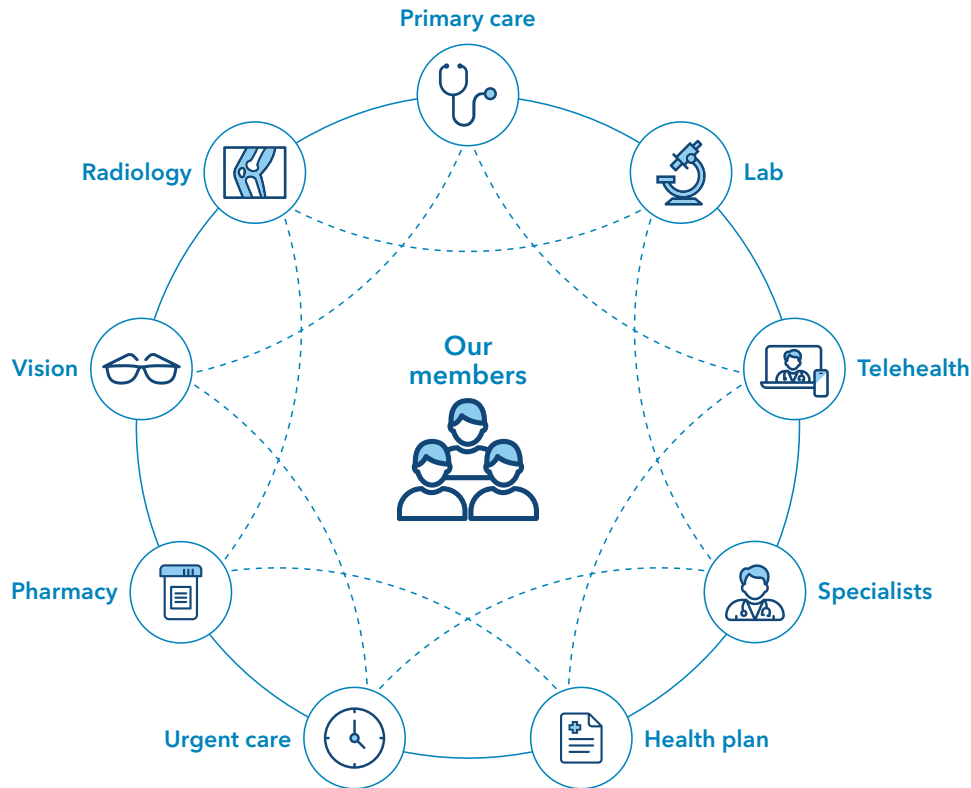 Primary care
Radiology
Lab
Vision
Our
members
Telehealth
Pharmacy
Specialists
Urgent care
Health plan